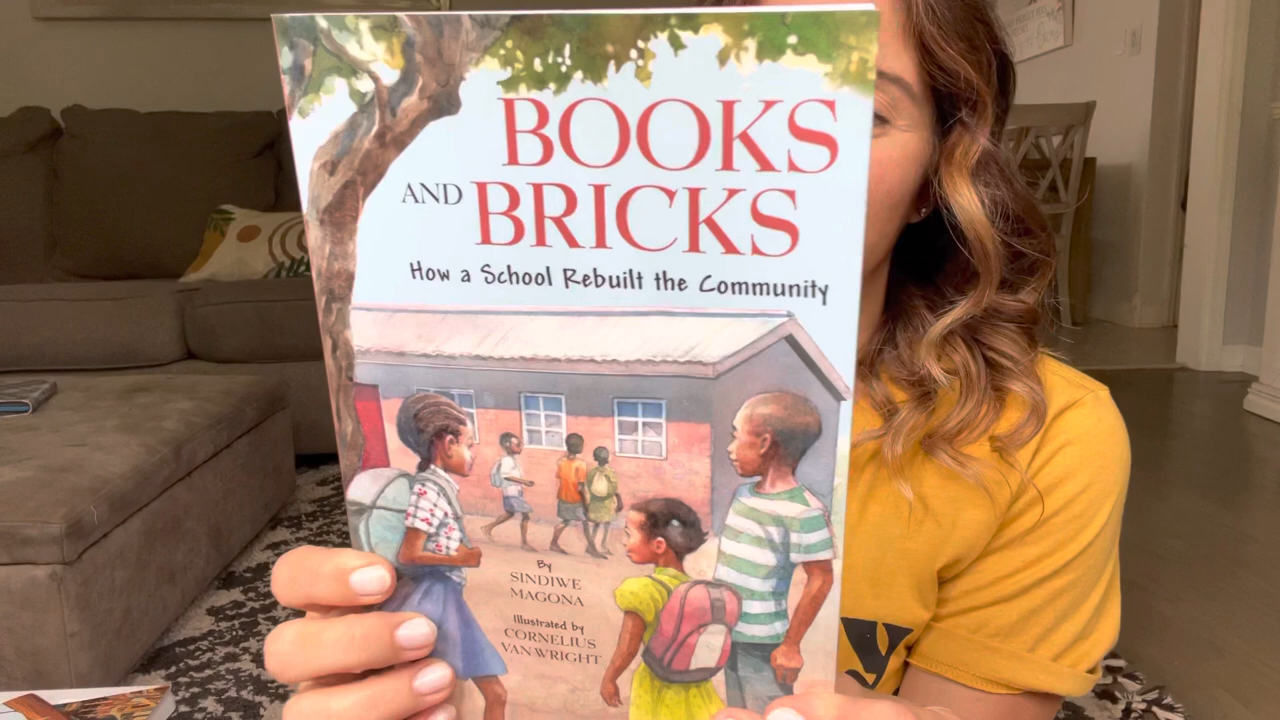 BOOKS
AND BRICKS
How a School Rebuilt the Community
By
SINDIWE
MAGONA
Illustrated by
CORNELIUS
VAN WRIGHT